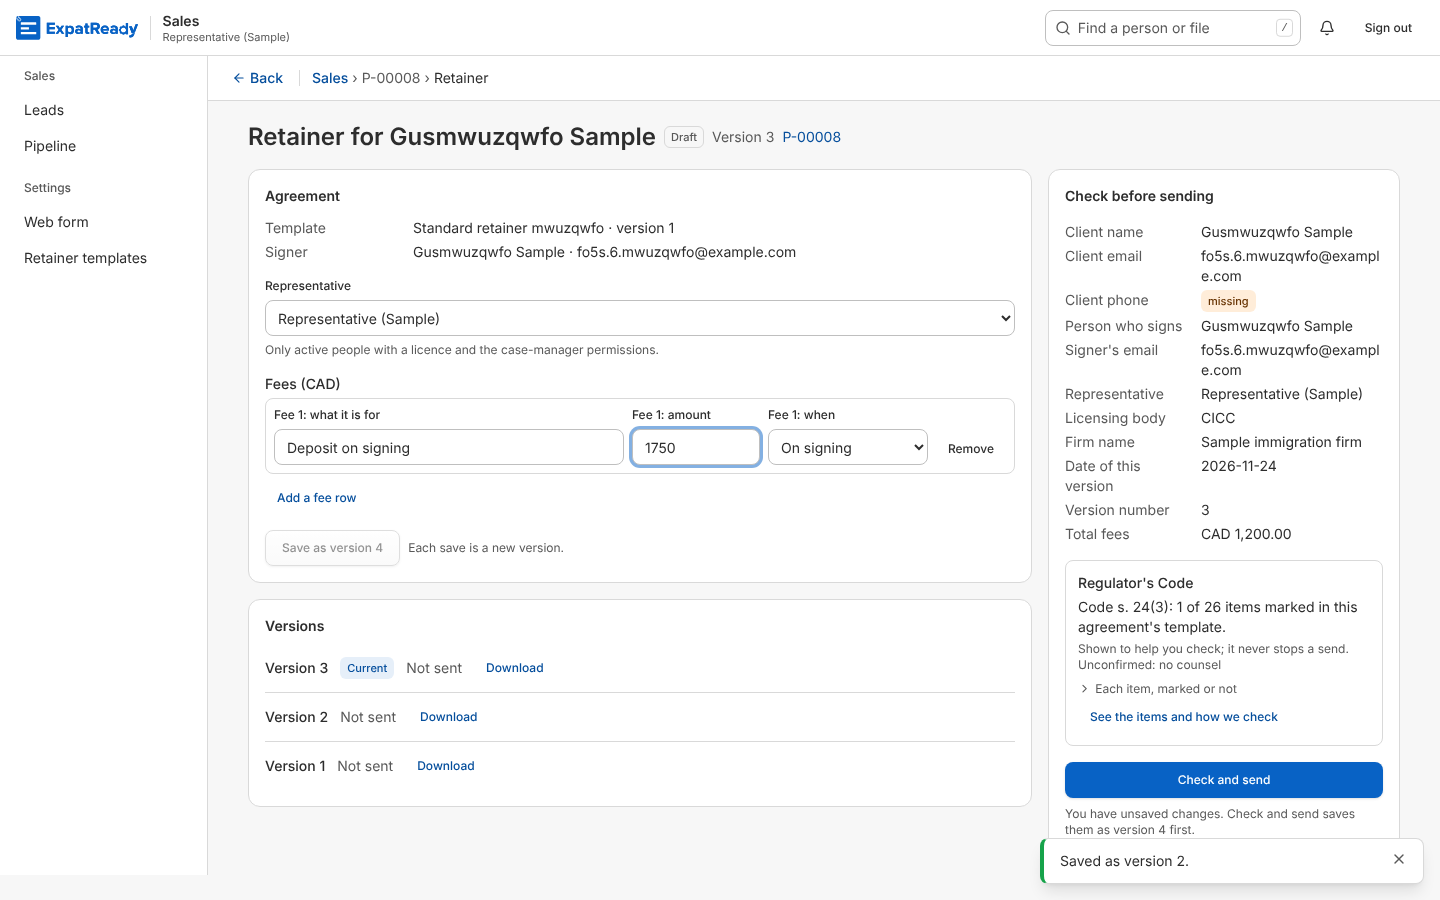 ExpatReady
Sales
Representative (Sample)
Find a person or file
/
Sign out
Sales
Leads
Pipeline
Settings
Web form
Retainer templates
← Back
Sales › P-00008 › Retainer
Retainer for Gusmwuzqwfo Sample Draft Version 3 P-00008
Agreement
Template Standard retainer mwuzqwfo · version 1
Signer Gusmwuzqwfo Sample · fo5s.6.mwuzqwfo@example.com
Representative
Representative (Sample)
Only active people with a licence and the case-manager permissions.
Fees (CAD)
Fee 1: what it is for Fee 1: amount Fee 1: when
Deposit on signing 1750 On signing Remove
Add a fee row
Save as version 4 Each save is a new version.
Versions
Version 3 Current Not sent Download
Version 2 Not sent Download
Version 1 Not sent Download
Check before sending
Client name Gusmwuzqwfo Sample
Client email fo5s.6.mwuzqwfo@exampl
e.com
Client phone missing
Person who signs Gusmwuzqwfo Sample
Signer's email fo5s.6.mwuzqwfo@exampl
e.com
Representative Representative (Sample)
Licensing body CICC
Firm name Sample immigration firm
Date of this 2026-11-24
version
Version number 3
Total fees CAD 1,200.00
Regulator's Code
Code s. 24(3): 1 of 26 items marked in this
agreement's template.
Shown to help you check; it never stops a send.
Unconfirmed: no counsel
Each item, marked or not
See the items and how we check
Check and send
You have unsaved changes. Check and send saves
them as version 4 first.
Saved as version 2.